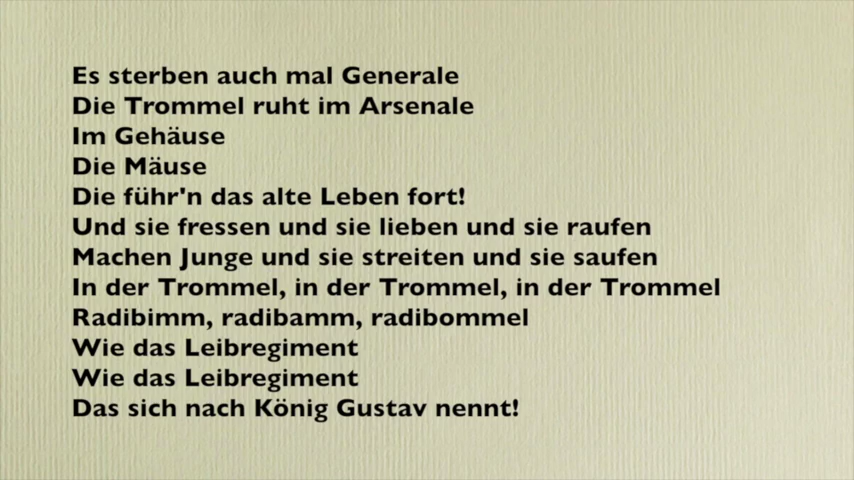 Es sterben auch mal Generale
Die Trommel ruht im Arsenale
Im Gehäuse
Die Mäuse
Die führ'n das alte Leben fort!
Und sie fressen und sie lieben und sie raufen
Machen Junge und sie streiten und sie saufen
In der Trommel, in der Trommel, in der Trommel
Radibimm, radibamm, radibommel
Wie das Leibregiment
Wie das Leibregiment
Das sich nach König Gustav nennt!